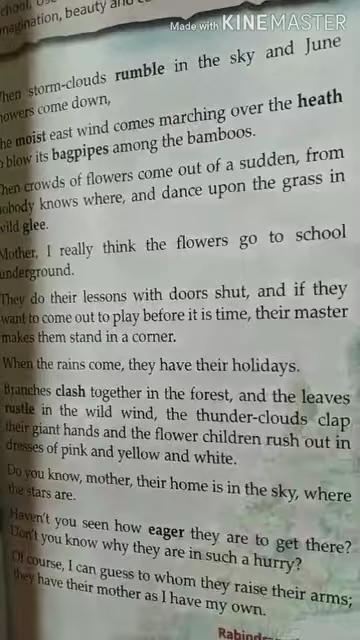 chool,
magination, beauty and
Made with KINEMASTER
hen storm-clouds rumble in the sky and June
howers come down,
he moist east wind comes marching over the heath
blow its bagpipes among the bamboos.
hen crowds of flowers come out of a sudden, from
nobody knows where, and dance upon the grass in
wild glee.
Mother, I really think the flowers go to school
underground.
They do their lessons with doors shut, and if they
want to come out to play before it is time, their master
makes them stand in a corner.
When the rains come, they have their holidays.
Branches clash together in the forest, and the leaves
rustle in the wild wind, the thunder-clouds clap
their giant hands and the flower children rush out in
dresses of pink and yellow and white.
Do you know, mother, their home is in the sky, where
the stars are.
Haven't you seen how eager they are to get there?
Don't you know why they are in such a hurry?
Of course, I can guess to whom they raise their arms;
they have their mother as I have my own.
Rabindr